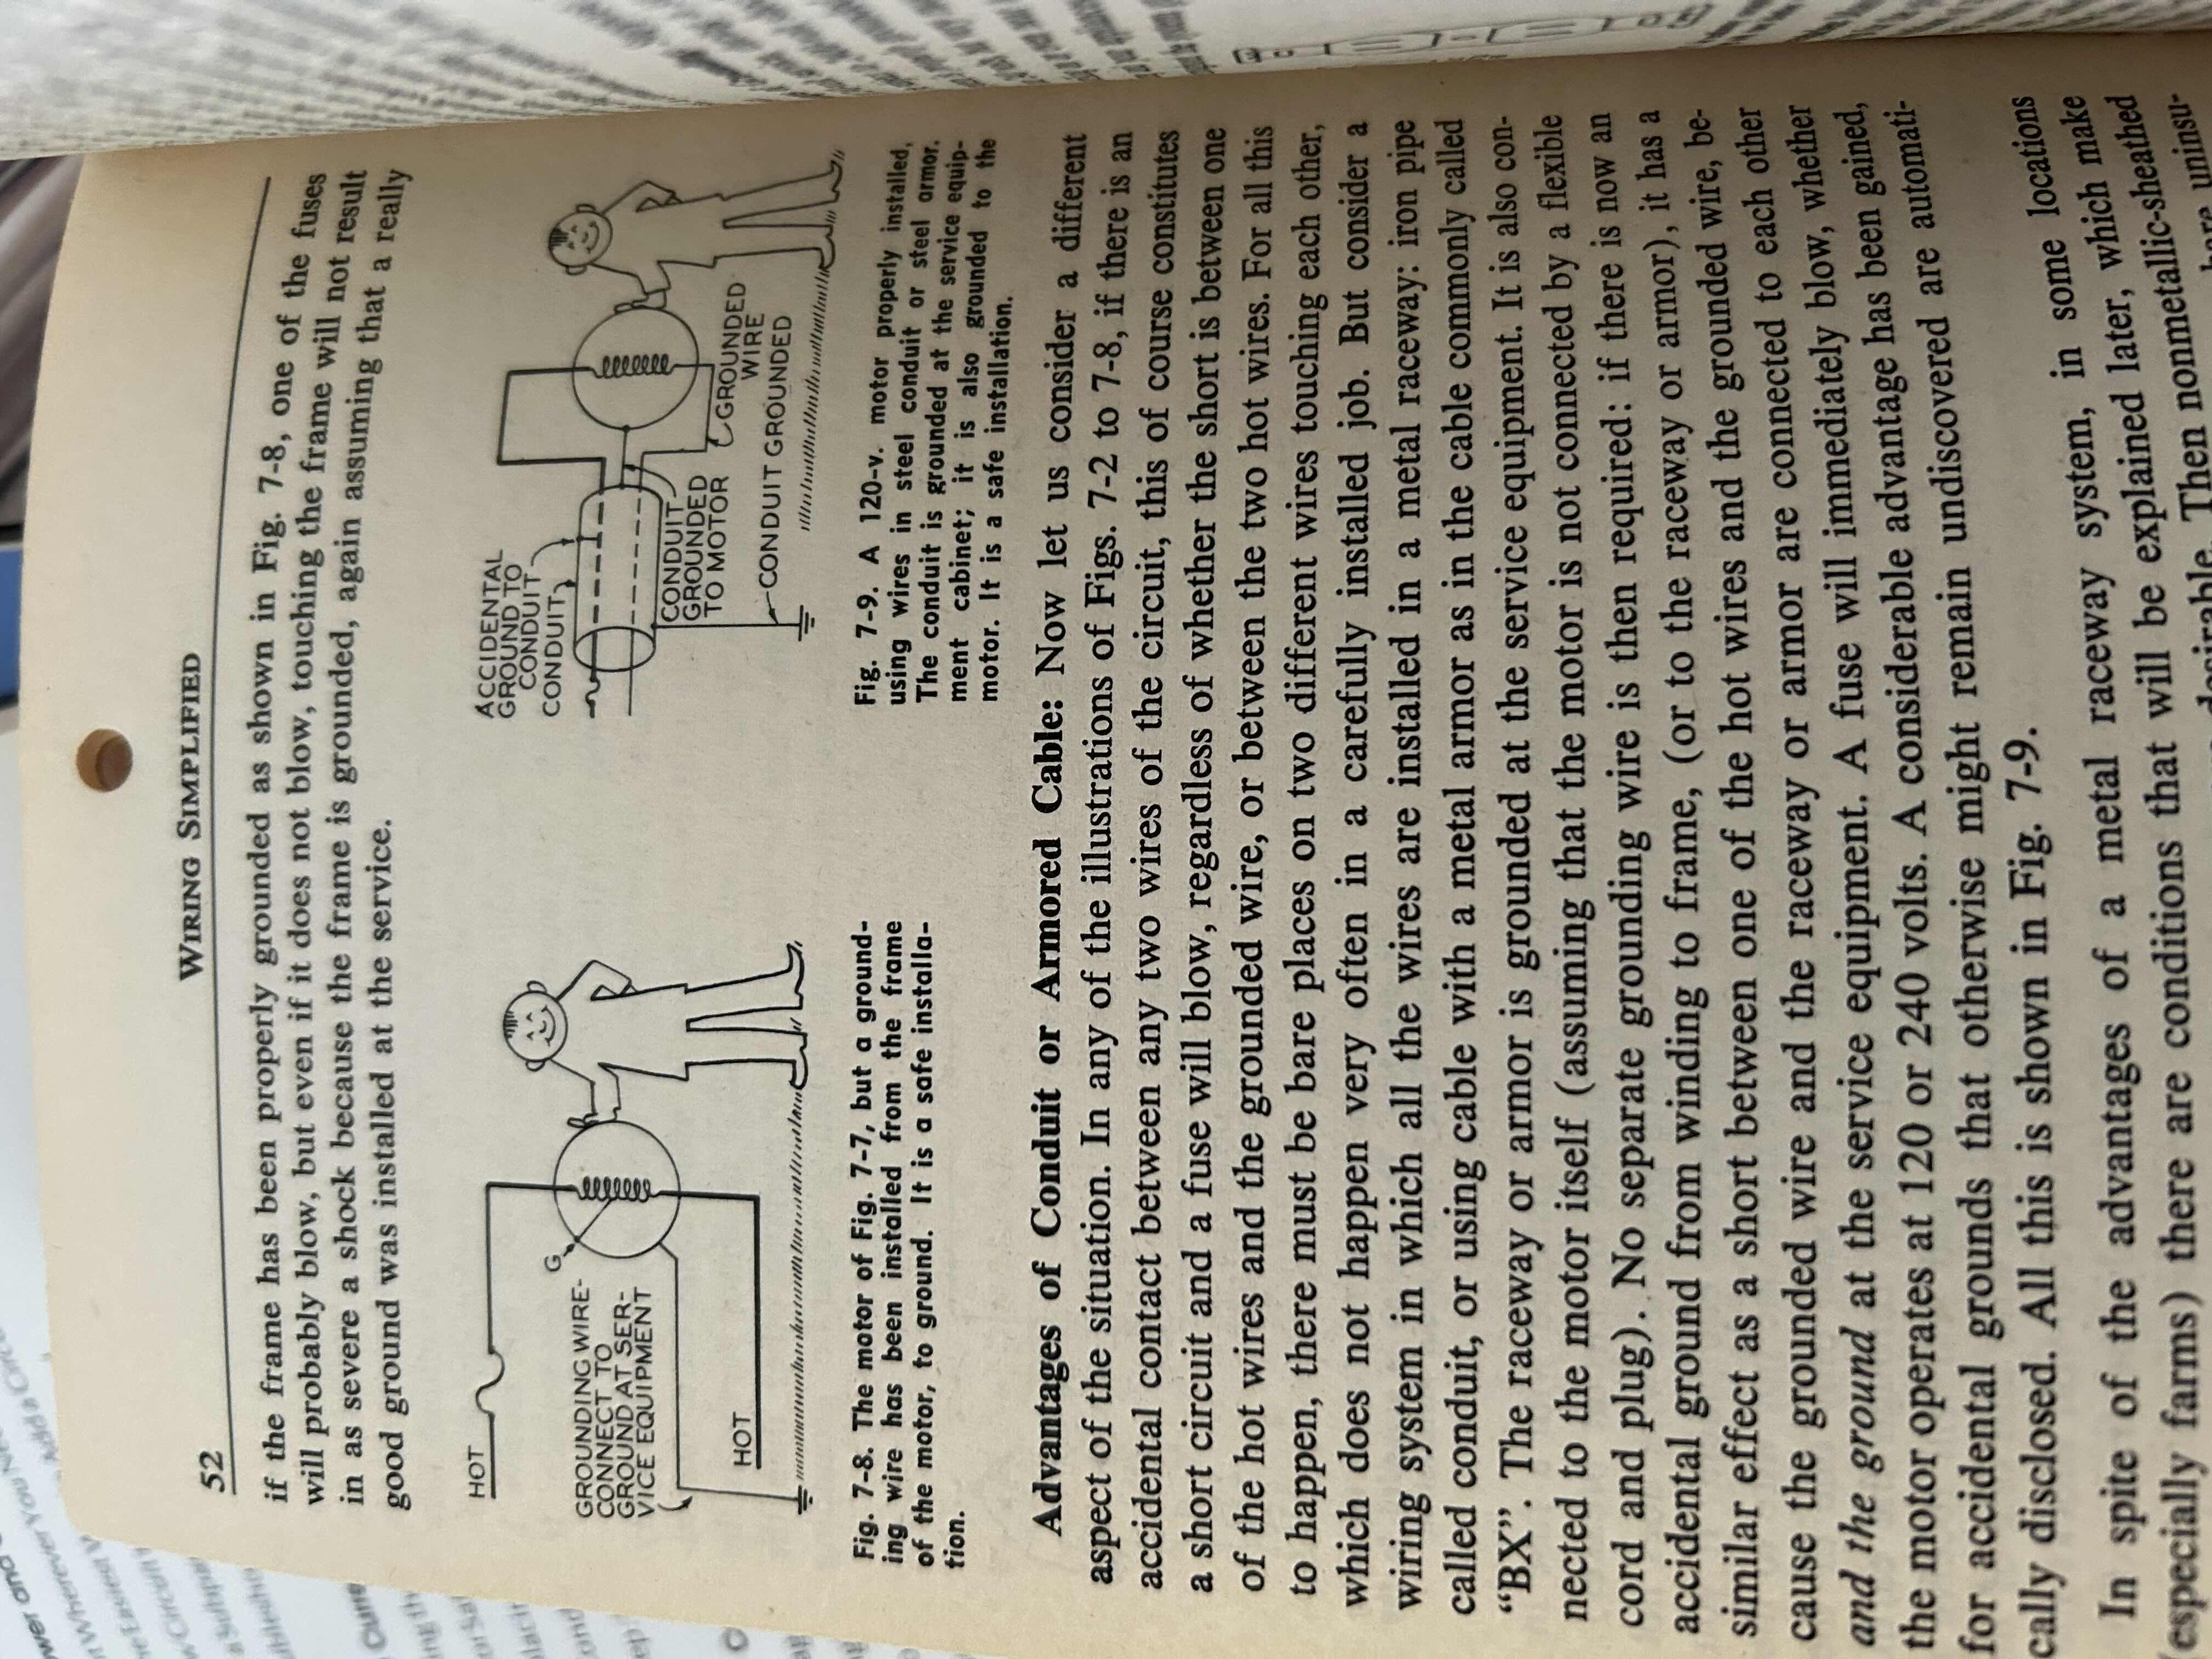 52
WIRING SIMPLIFIED
if the frame has been properly grounded as shown in Fig. 7-8, one of the fuses
will probably blow, but even if it does not blow, touching the frame will not result
in as severe a shock because the frame is grounded, again assuming that a really
good ground was installed at the service.
HOT
G
GROUNDING WIRE-
CONNECT TO
GROUND AT SER-
VICE EQUIPMENT
HOT
Fig. 7-8. The motor of Fig. 7-7, but a ground-
ing wire has been installed from the frame
of the motor, to ground. It is a safe installa-
tion.
ACCIDENTAL
GROUND TO
CONDUIT
CONDUIT
CONDUIT
GROUNDED
TO MOTOR
GROUNDED
WIRE
CONDUIT GROUNDED
Fig. 7-9. A 120-v. motor properly installed,
using wires in steel conduit or steel armor.
The conduit is grounded at the service equip-
ment cabinet; it is also grounded to the
motor. It is a safe installation.
Advantages of Conduit or Armored Cable: Now let us consider a different
aspect of the situation. In any of the illustrations of Figs. 7-2 to 7-8, if there is an
accidental contact between any two wires of the circuit, this of course constitutes
a short circuit and a fuse will blow, regardless of whether the short is between one
of the hot wires and the grounded wire, or between the two hot wires. For all this
to happen, there must be bare places on two different wires touching each other,
which does not happen very often in a carefully installed job. But consider a
wiring system in which all the wires are installed in a metal raceway: iron pipe
called conduit, or using cable with a metal armor as in the cable commonly called
“BX”. The raceway or armor is grounded at the service equipment. It is also con-
nected to the motor itself (assuming that the motor is not connected by a flexible
cord and plug). No separate grounding wire is then required: if there is now an
accidental ground from winding to frame, (or to the raceway or armor), it has a
similar effect as a short between one of the hot wires and the grounded wire, be-
cause the grounded wire and the raceway or armor are connected to each other
and the ground at the service equipment. A fuse will immediately blow, whether
the motor operates at 120 or 240 volts. A considerable advantage has been gained,
for accidental grounds that otherwise might remain undiscovered are automati-
cally disclosed. All this is shown in Fig. 7-9.
In spite of the advantages of a metal raceway system, in some locations
(especially farms) there are conditions that will be explained later, which make
desirable. Then nonmetallic-sheathed
bare uninsu-